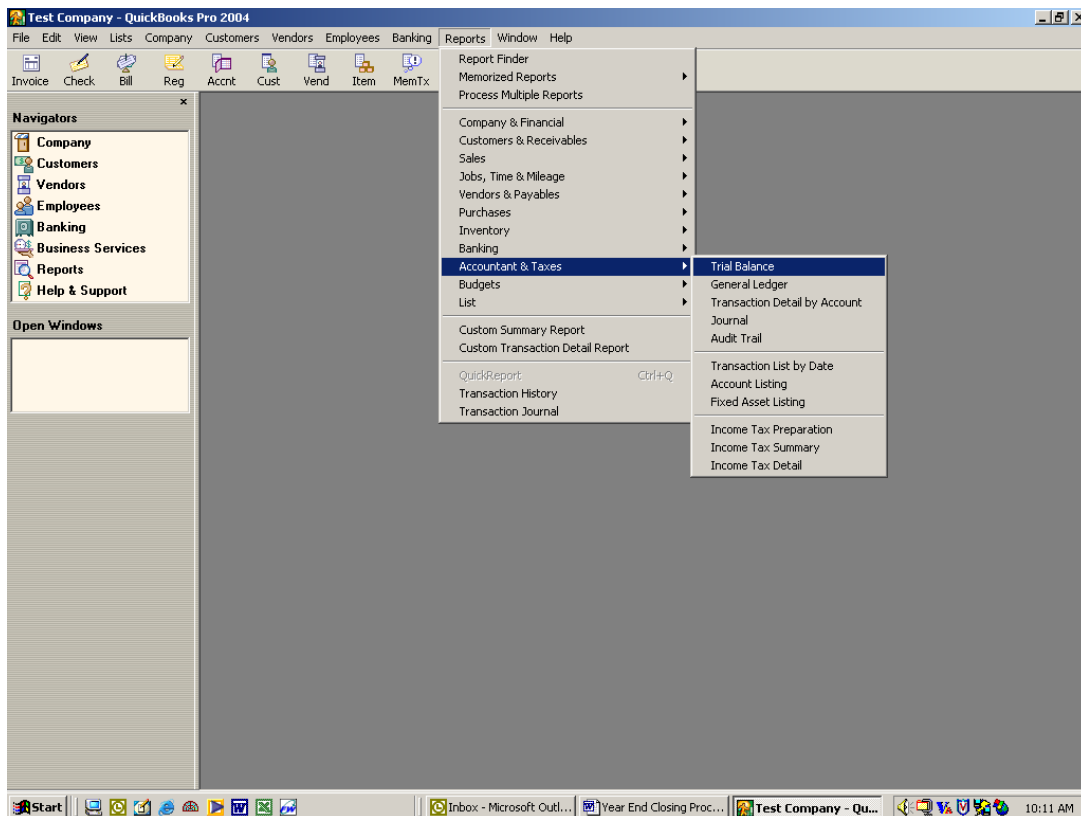 Test Company - QuickBooks Pro 2004
File Edit View Lists Company Customers Vendors Employees Banking Reports Window Help
Invoice Check Bill Reg Accnt Cust Vend Item MemTx
Navigators
Company
Customers
Vendors
Employees
Banking
Business Services
Reports
Help & Support
Open Windows
Report Finder
Memorized Reports
Process Multiple Reports
Company & Financial
Customers & Receivables
Sales
Jobs, Time & Mileage
Vendors & Payables
Purchases
Inventory
Banking
Accountant & Taxes
Budgets
List
Custom Summary Report
Custom Transaction Detail Report
QuickReport Ctrl+Q
Transaction History
Transaction Journal
Trial Balance
General Ledger
Transaction Detail by Account
Journal
Audit Trail
Transaction List by Date
Account Listing
Fixed Asset Listing
Income Tax Preparation
Income Tax Summary
Income Tax Detail
Start Inbox - Microsoft Outl... Year End Closing Proc... Test Company - Qu... 10:11 AM